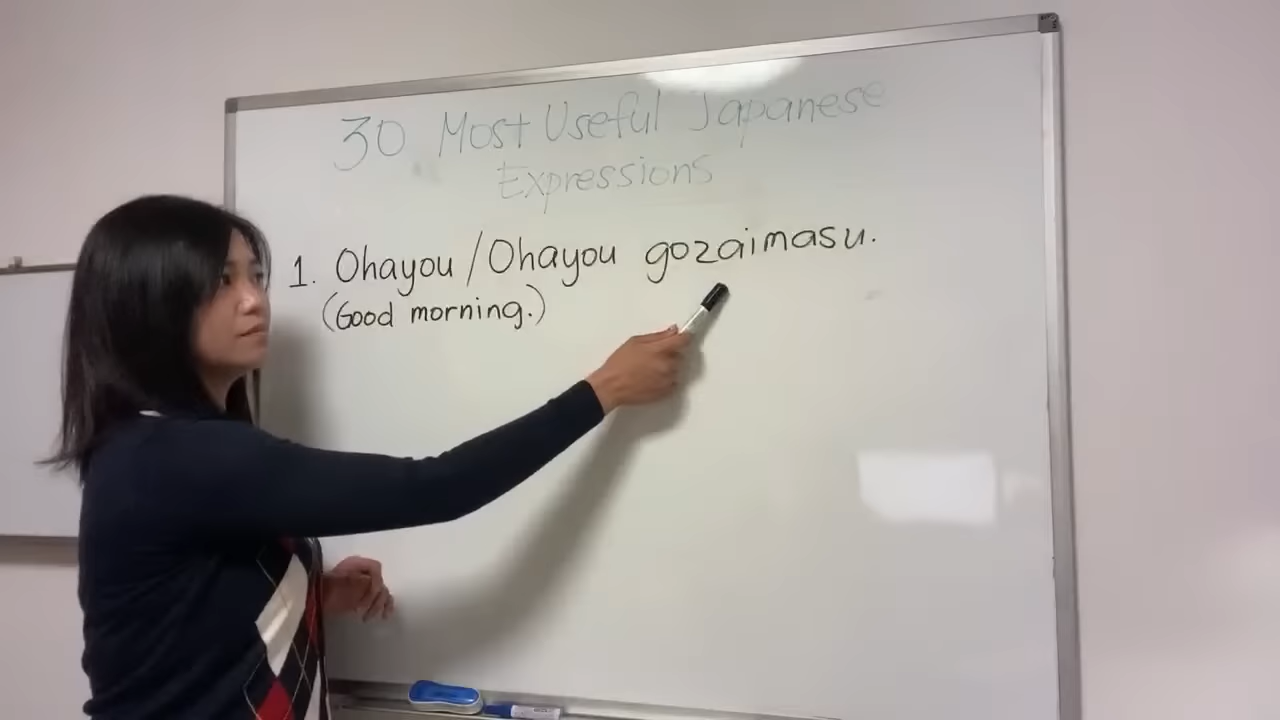 30 Most Useful Japanese
Expressions
1. Ohayou / Ohayou gozaimasu.
(Good morning.)